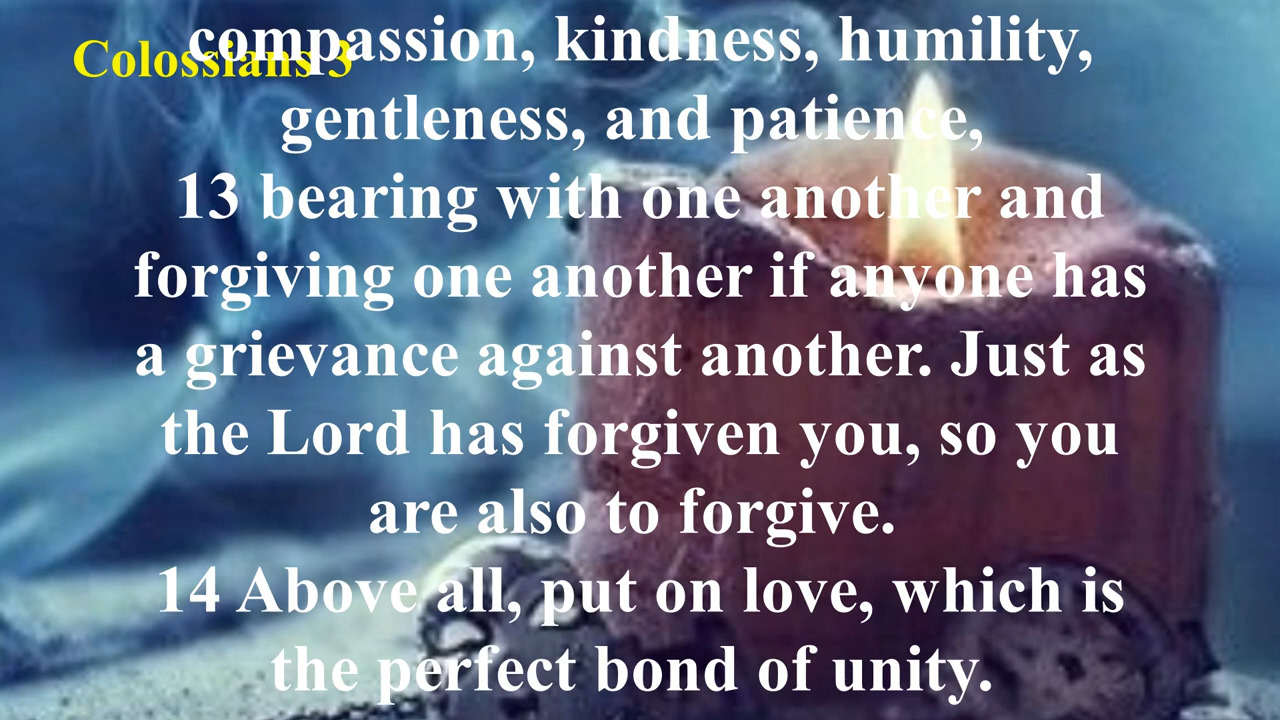 Colossians 3
compassion, kindness, humility,
gentleness, and patience,
13 bearing with one another and
forgiving one another if anyone has
a grievance against another. Just as
the Lord has forgiven you, so you
are also to forgive.
14 Above all, put on love, which is
the perfect bond of unity.